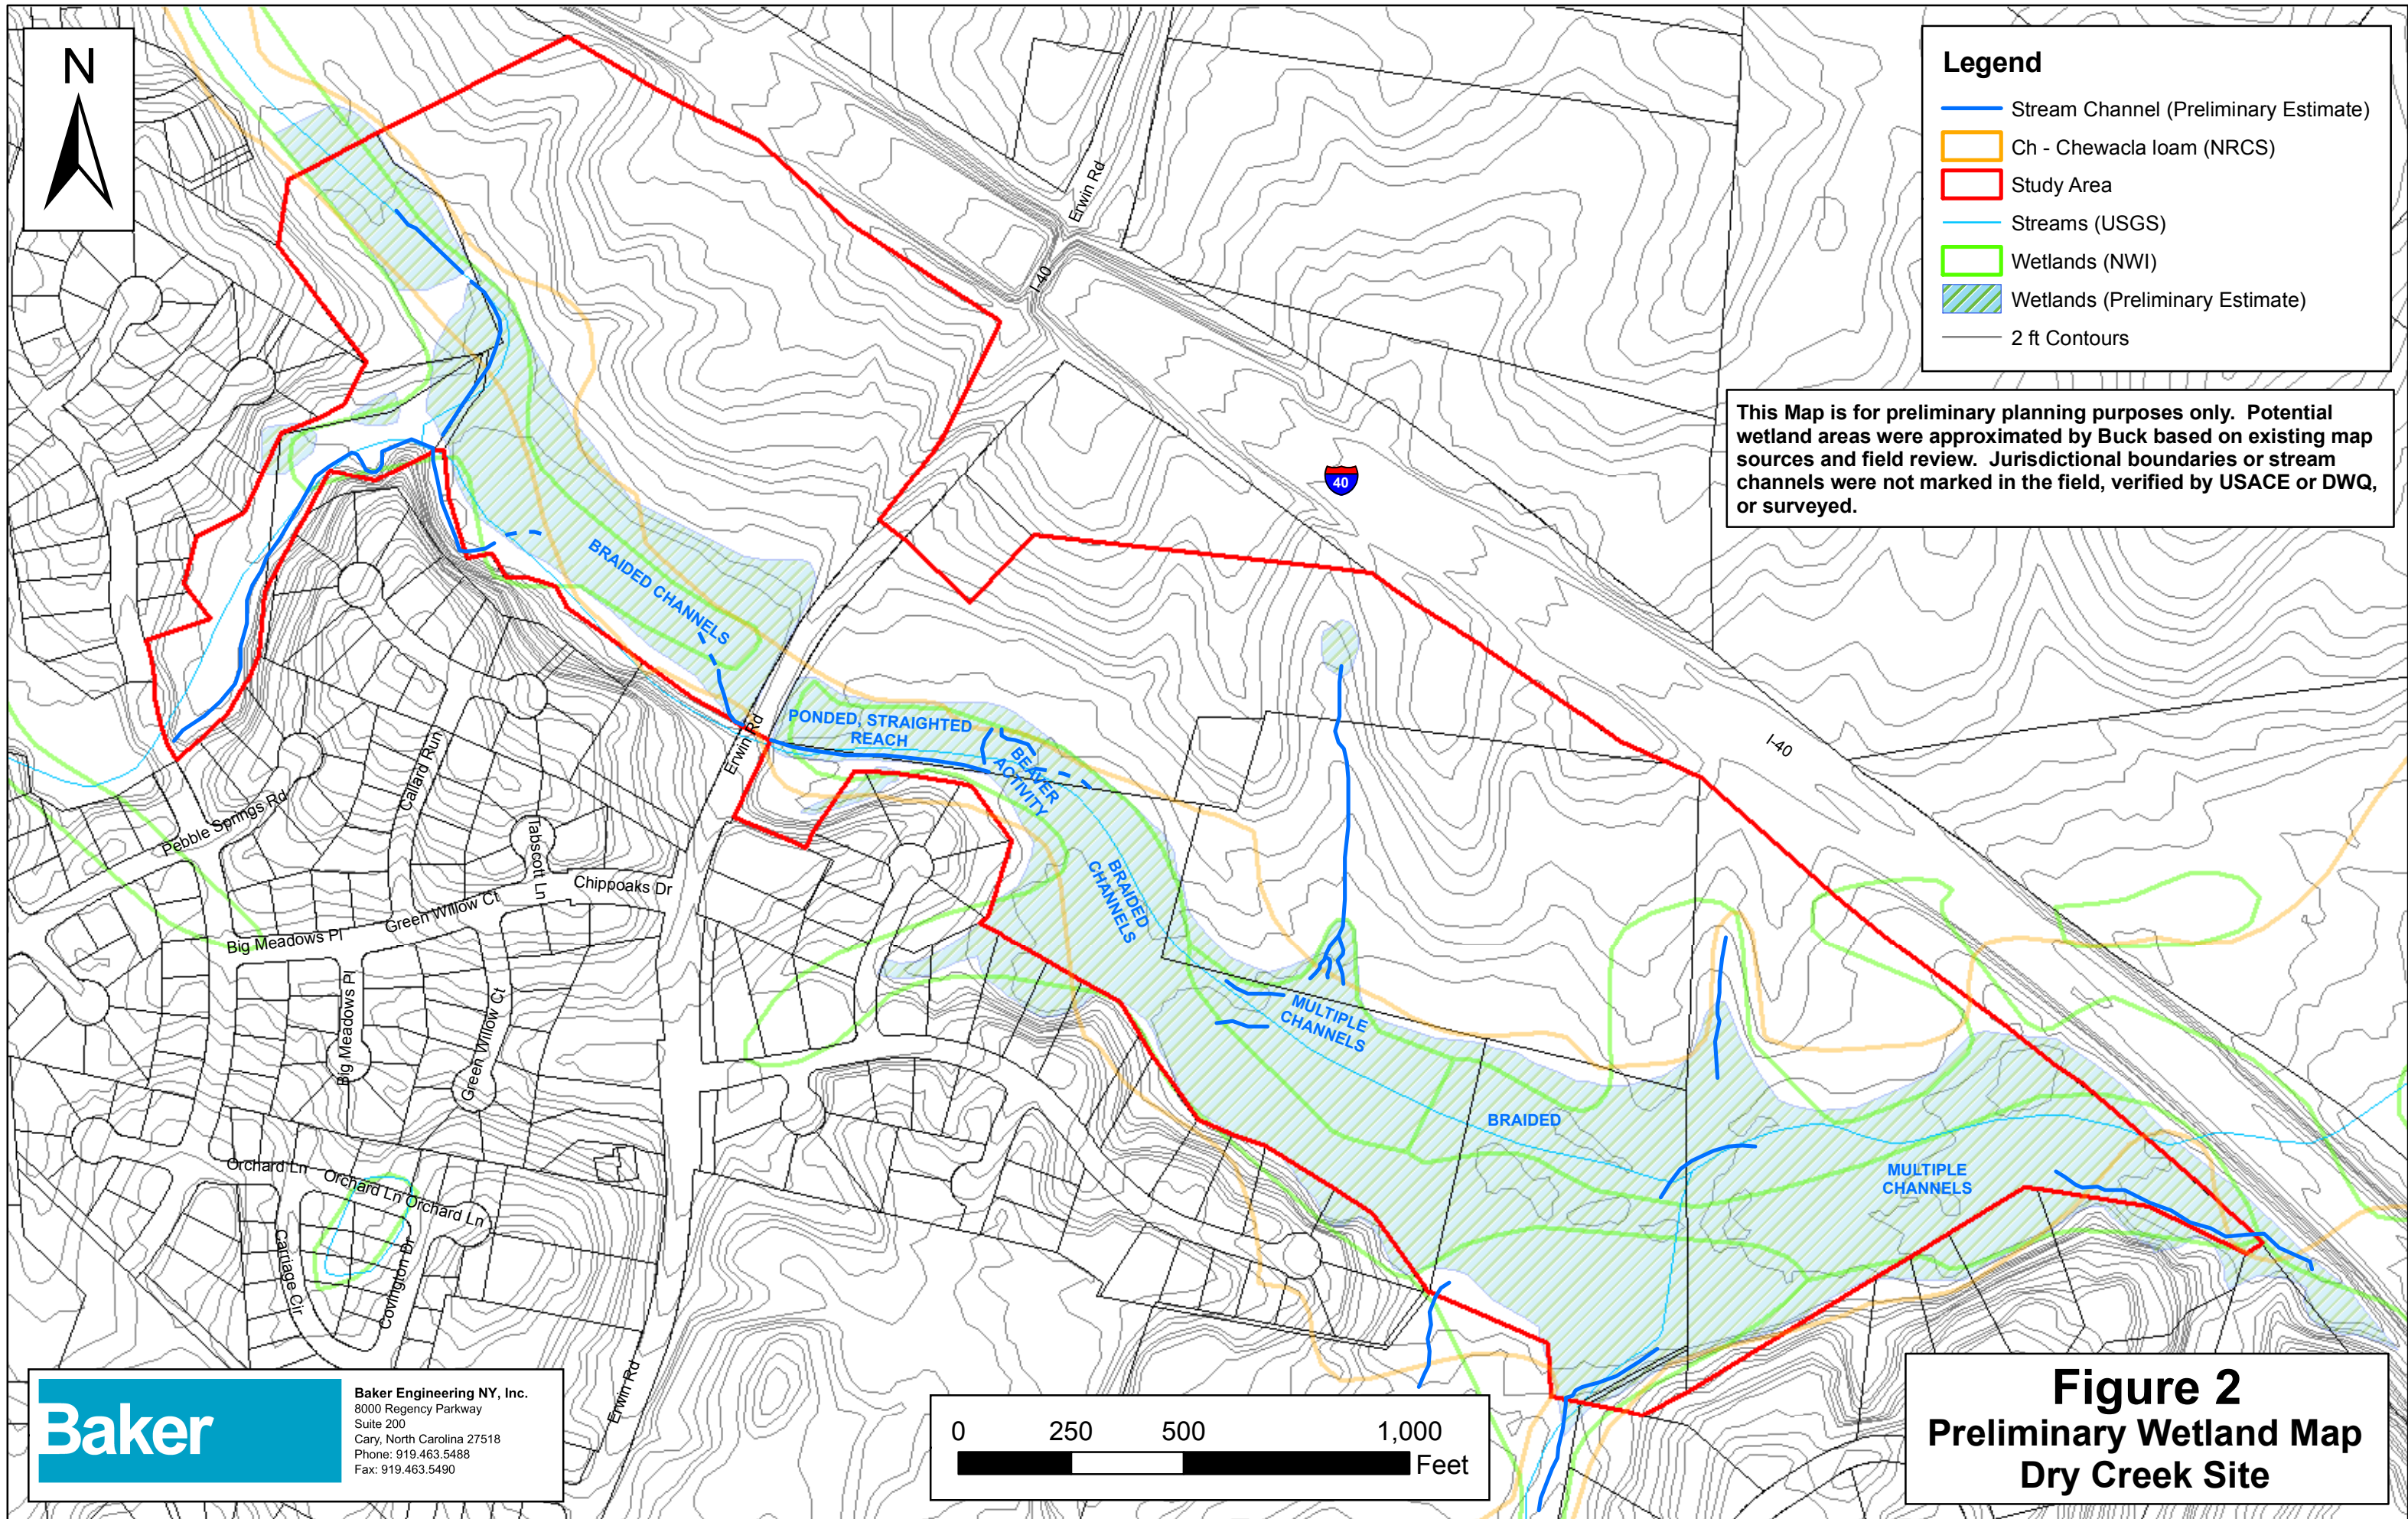 N
Legend
Stream Channel (Preliminary Estimate)
Ch - Chewacla loam (NRCS)
Study Area
Streams (USGS)
Wetlands (NWI)
Wetlands (Preliminary Estimate)
2 ft Contours
This Map is for preliminary planning purposes only. Potential
wetland areas were approximated by Buck based on existing map
sources and field review. Jurisdictional boundaries or stream
channels were not marked in the field, verified by USACE or DWQ,
or surveyed.
Erwin Rd
I-40
40
BRAIDED CHANNELS
PONDED, STRAIGHTED
REACH
BEAVER
ACTIVITY
Erwin Rd
I-40
Callard Run
Pebble Springs Rd
Tabscott Ln
Chippoaks Dr
Green Willow Ct
Big Meadows Pl
BRAIDED
CHANNELS
Big Meadows Pl
Green Willow Ct
MULTIPLE
CHANNELS
BRAIDED
MULTIPLE
CHANNELS
Orchard Ln
Orchard Ln
Orchard Ln
Carriage Cir
Covington Dr
Erwin Rd
Baker
Baker Engineering NY, Inc.
8000 Regency Parkway
Suite 200
Cary, North Carolina 27518
Phone: 919.463.5488
Fax: 919.463.5490
0 250 500 1,000
Feet
Figure 2
Preliminary Wetland Map
Dry Creek Site